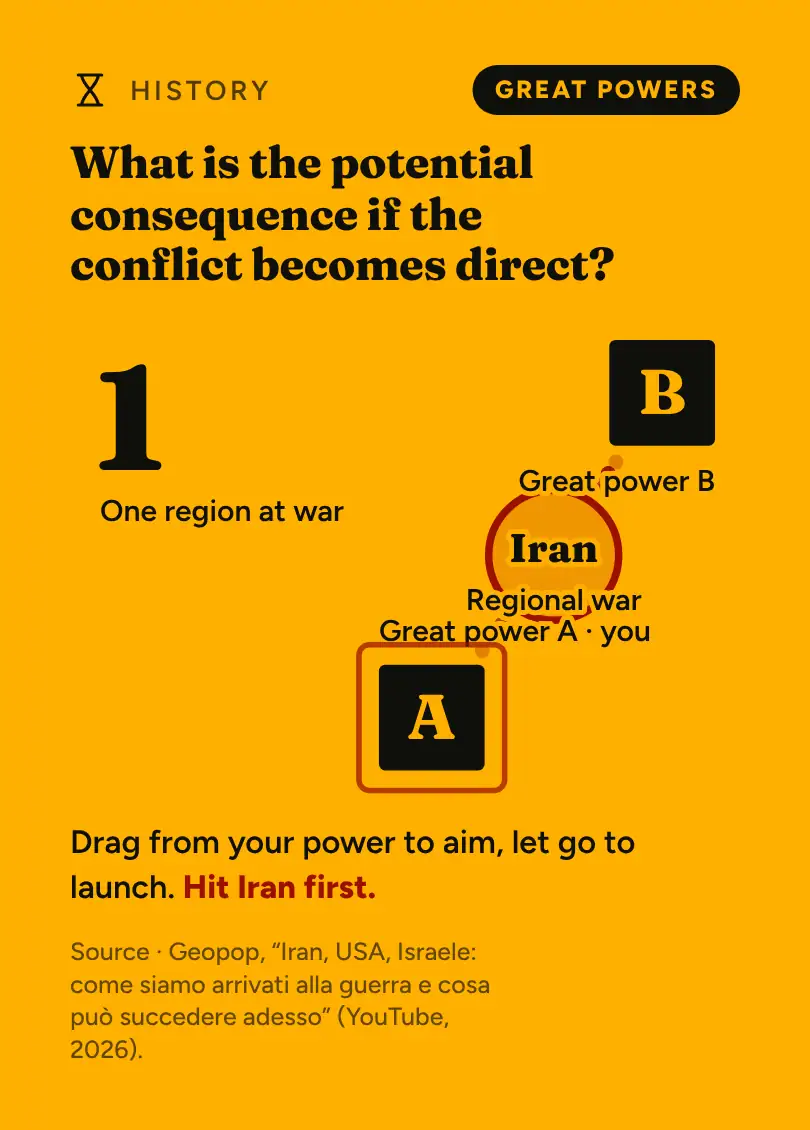 HISTORY
GREAT POWERS
What is the potential
consequence if the
conflict becomes direct?
1
One region at war
B
Great power B
Iran
Regional war
Great power A · you
A
Drag from your power to aim, let go to
launch. Hit Iran first.
Source · Geopop, “Iran, USA, Israele:
come siamo arrivati alla guerra e cosa
può succedere adesso” (YouTube,
2026).